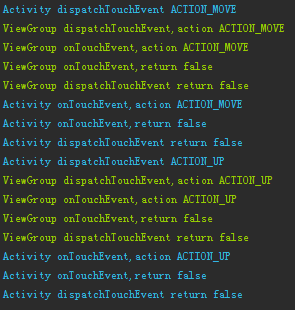 Activity dispatchTouchEvent ACTION_MOVE
ViewGroup dispatchTouchEvent,action ACTION_MOVE
ViewGroup onTouchEvent,action ACTION_MOVE
ViewGroup onTouchEvent,return false
ViewGroup dispatchTouchEvent return false
Activity onTouchEvent,action ACTION_MOVE
Activity onTouchEvent,return false
Activity dispatchTouchEvent return false
Activity dispatchTouchEvent ACTION_UP
ViewGroup dispatchTouchEvent,action ACTION_UP
ViewGroup onTouchEvent,action ACTION_UP
ViewGroup onTouchEvent,return false
ViewGroup dispatchTouchEvent return false
Activity onTouchEvent,action ACTION_UP
Activity onTouchEvent,return false
Activity dispatchTouchEvent return false